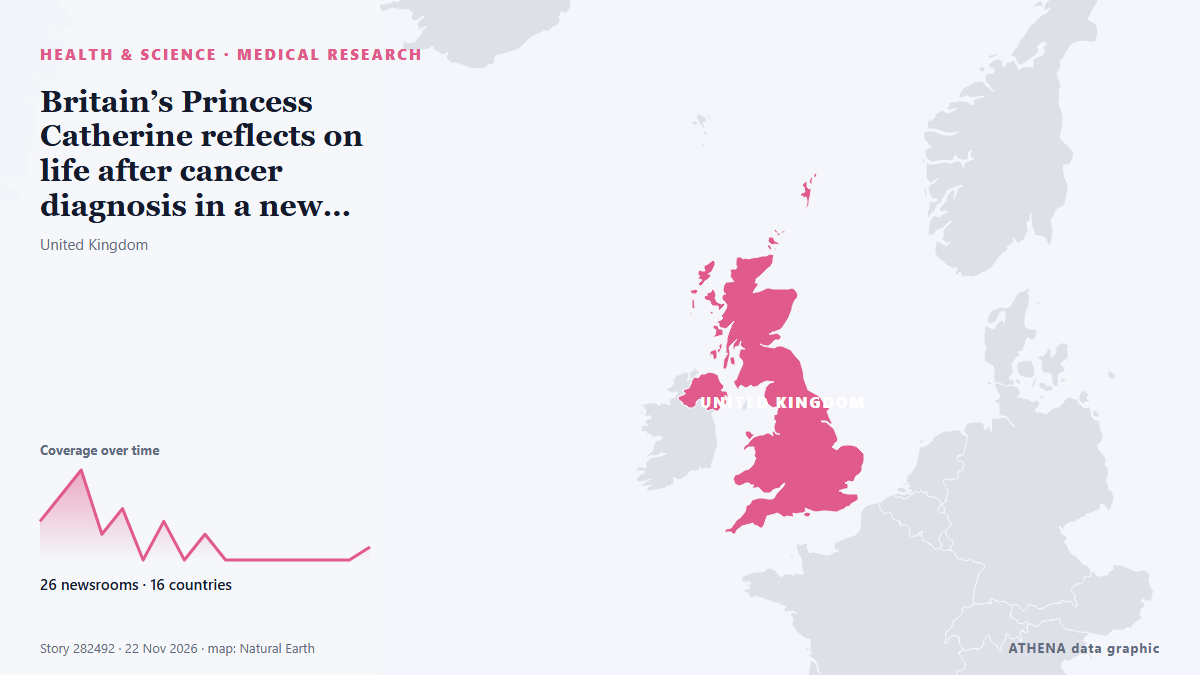 HEALTH & SCIENCE · MEDICAL RESEARCH
Britain’s Princess
Catherine reflects on
life after cancer
diagnosis in a new…
United Kingdom
UNITED KINGDOM
Coverage over time
26 newsrooms · 16 countries
Story 282492 · 22 Nov 2026 · map: Natural Earth
ATHENA data graphic